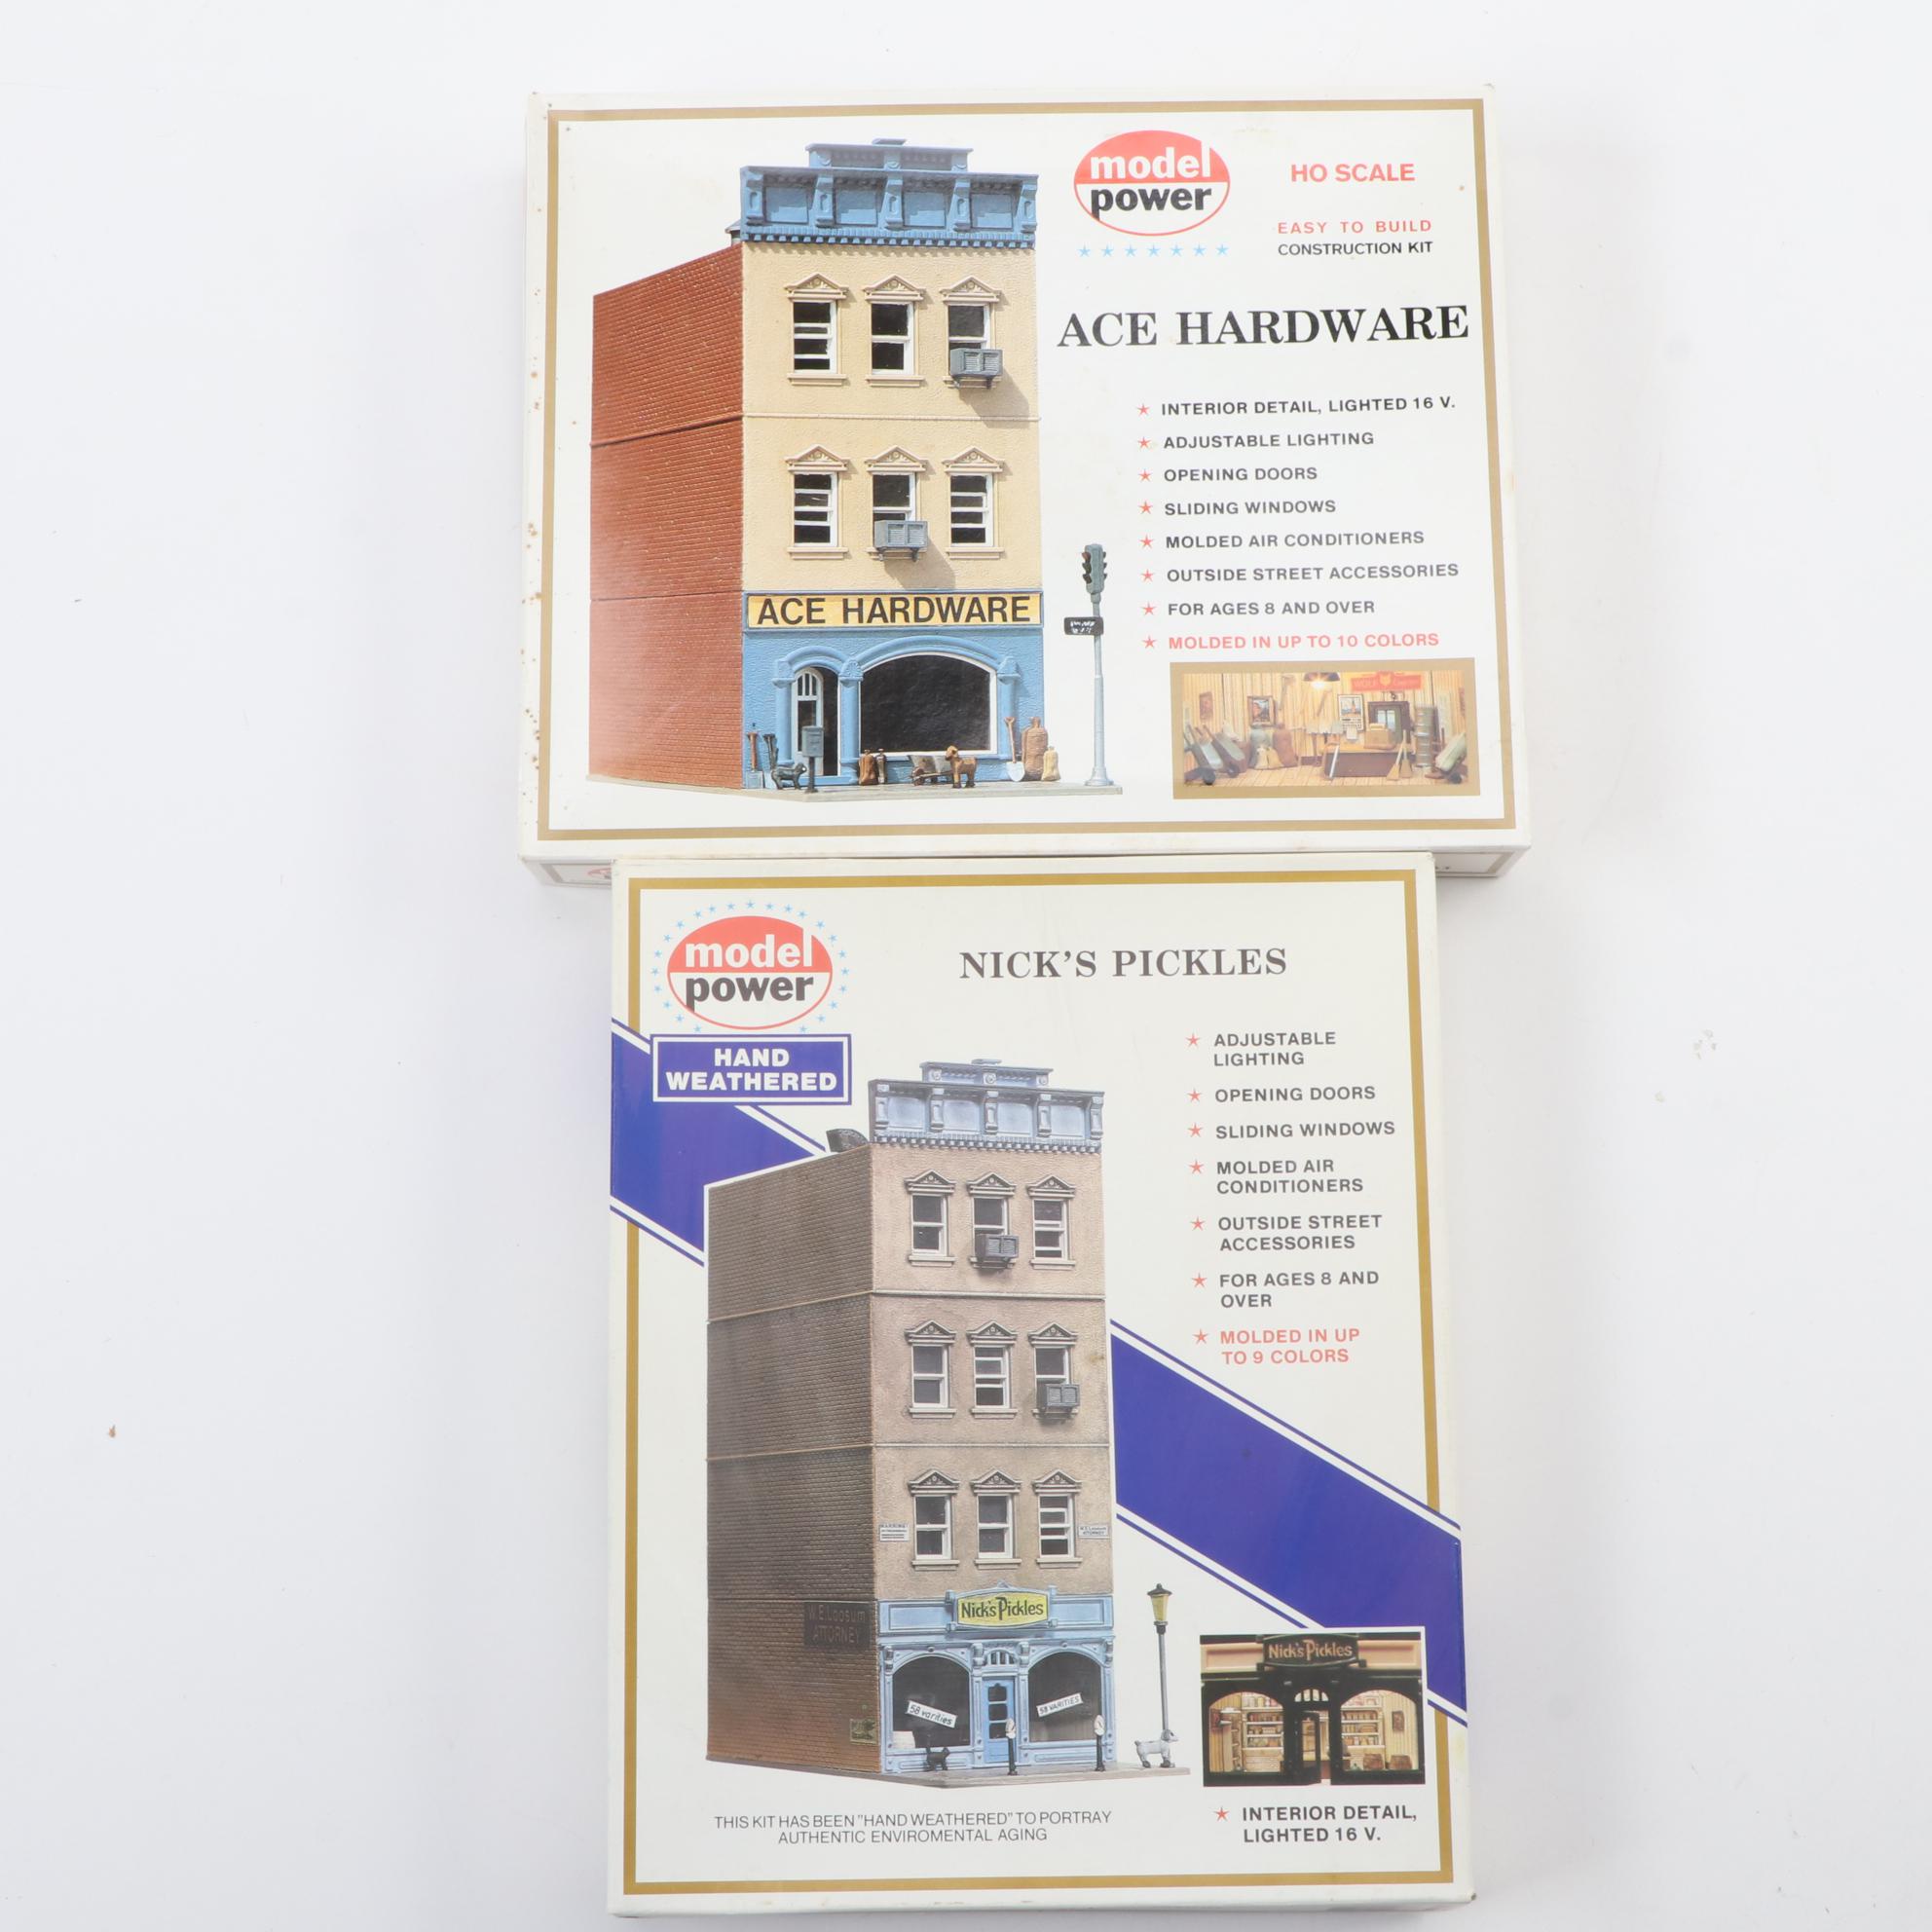 model
power
HO SCALE
EASY TO BUILD
CONSTRUCTION KIT
ACE HARDWARE
INTERIOR DETAIL, LIGHTED 16 V.
ADJUSTABLE LIGHTING
OPENING DOORS
SLIDING WINDOWS
MOLDED AIR CONDITIONERS
OUTSIDE STREET ACCESSORIES
FOR AGES 8 AND OVER
MOLDED IN UP TO 10 COLORS
ACE HARDWARE
model
power
HAND
WEATHERED
NICK'S PICKLES
ADJUSTABLE
LIGHTING
OPENING DOORS
SLIDING WINDOWS
MOLDED AIR
CONDITIONERS
OUTSIDE STREET
ACCESSORIES
FOR AGES 8 AND
OVER
MOLDED IN UP
TO 9 COLORS
Nick's Pickles
W.E. Loosum
ATTORNEY
58 varities
58 VARITIES
Nick's Pickles
THIS KIT HAS BEEN "HAND WEATHERED" TO PORTRAY
AUTHENTIC ENVIROMENTAL AGING
INTERIOR DETAIL,
LIGHTED 16 V.